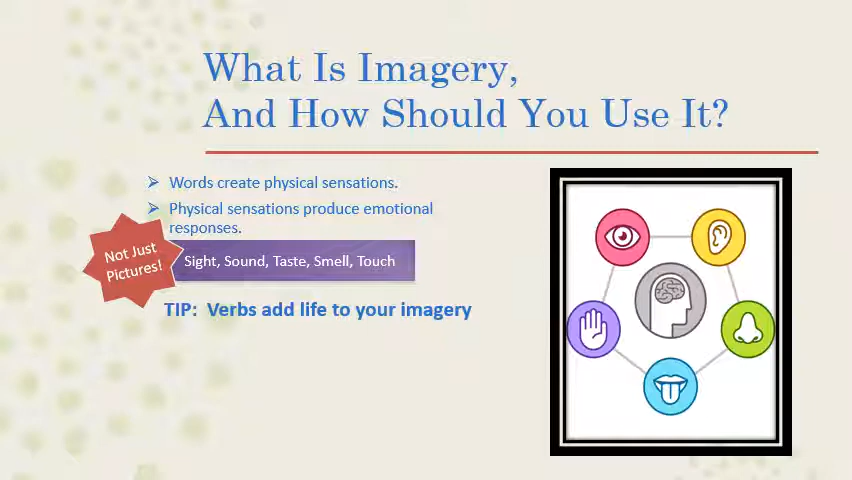 What Is Imagery,
And How Should You Use It?
Words create physical sensations.
Physical sensations produce emotional
responses.
Not Just
Pictures!
Sight, Sound, Taste, Smell, Touch
TIP: Verbs add life to your imagery